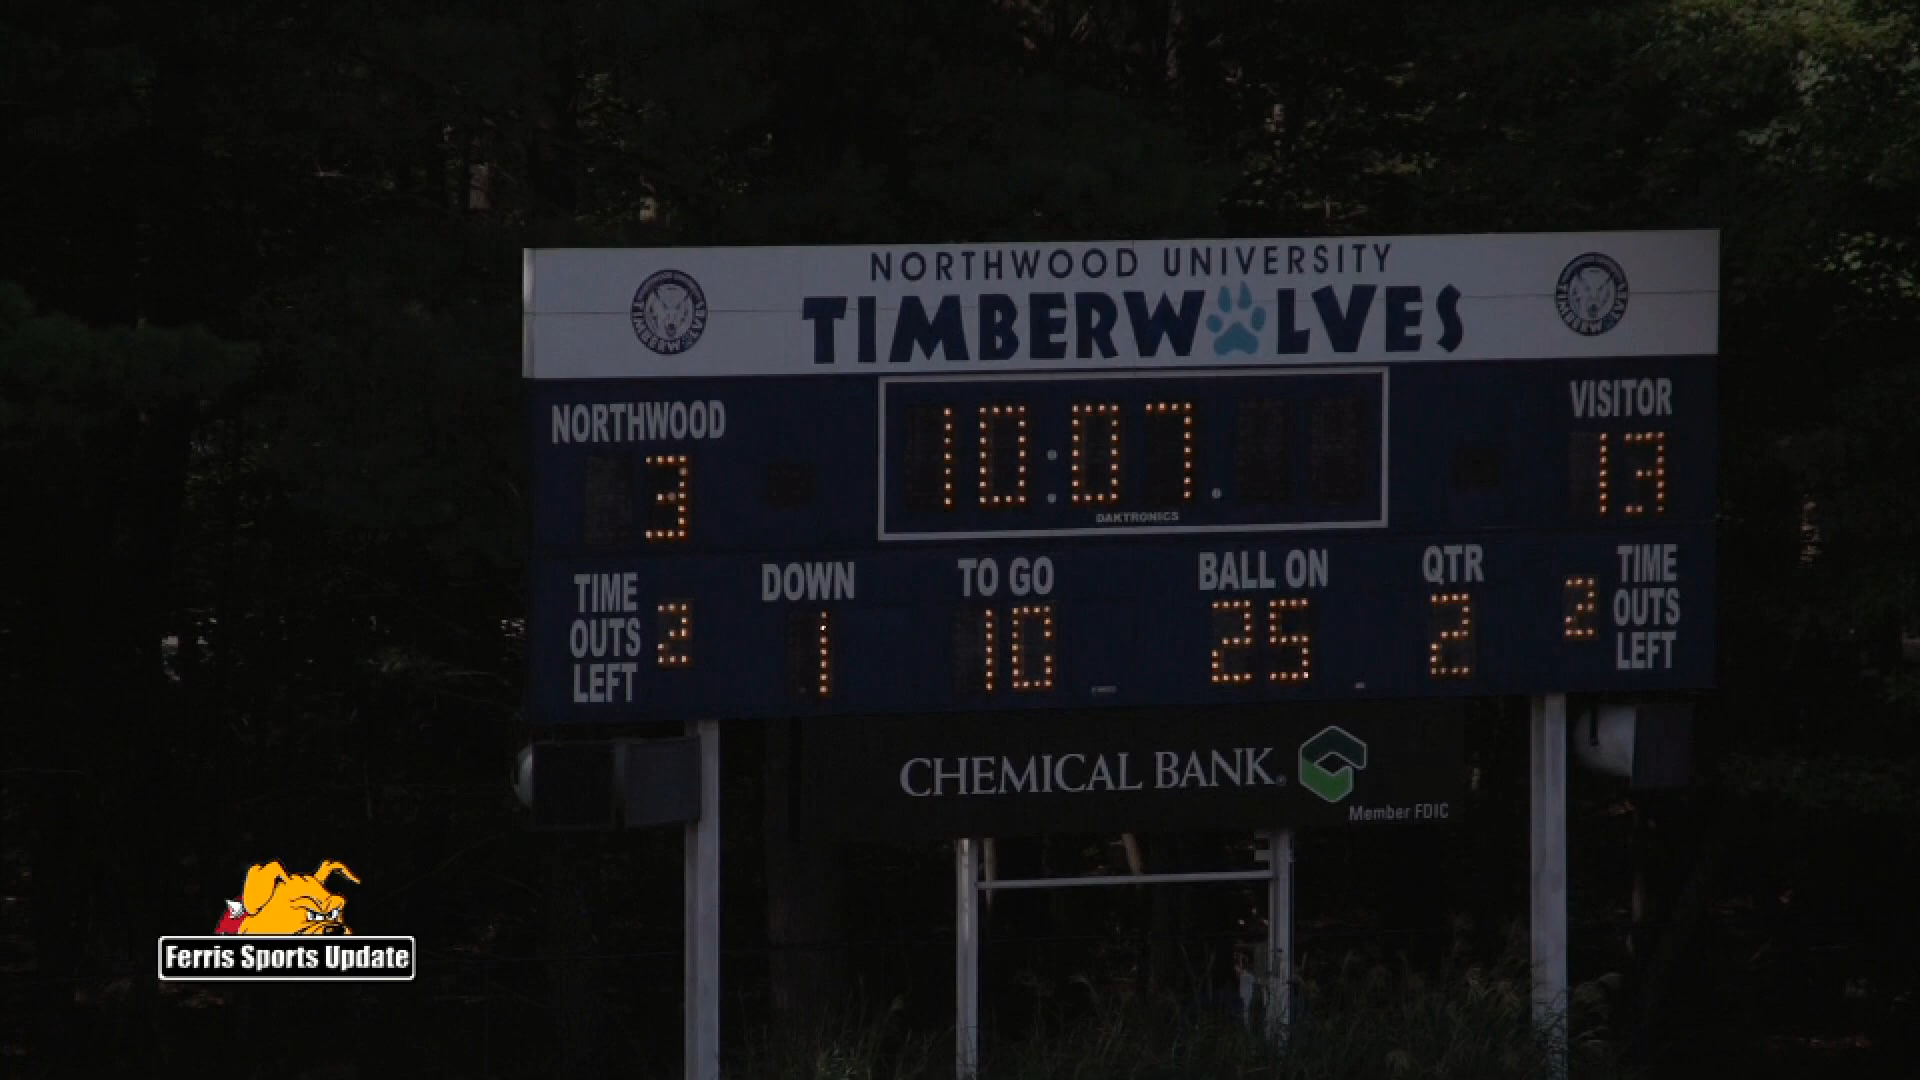 NORTHWOOD UNIVERSITY
TIMBERWOLVES
NORTHWOOD
3
10:07
DAKTRONICS
VISITOR
13
TIME
OUTS
LEFT
2
DOWN
1
TO GO
10
BALL ON
25
QTR
2
2
TIME
OUTS
LEFT
CHEMICAL BANK
Member FDIC
Ferris Sports Update